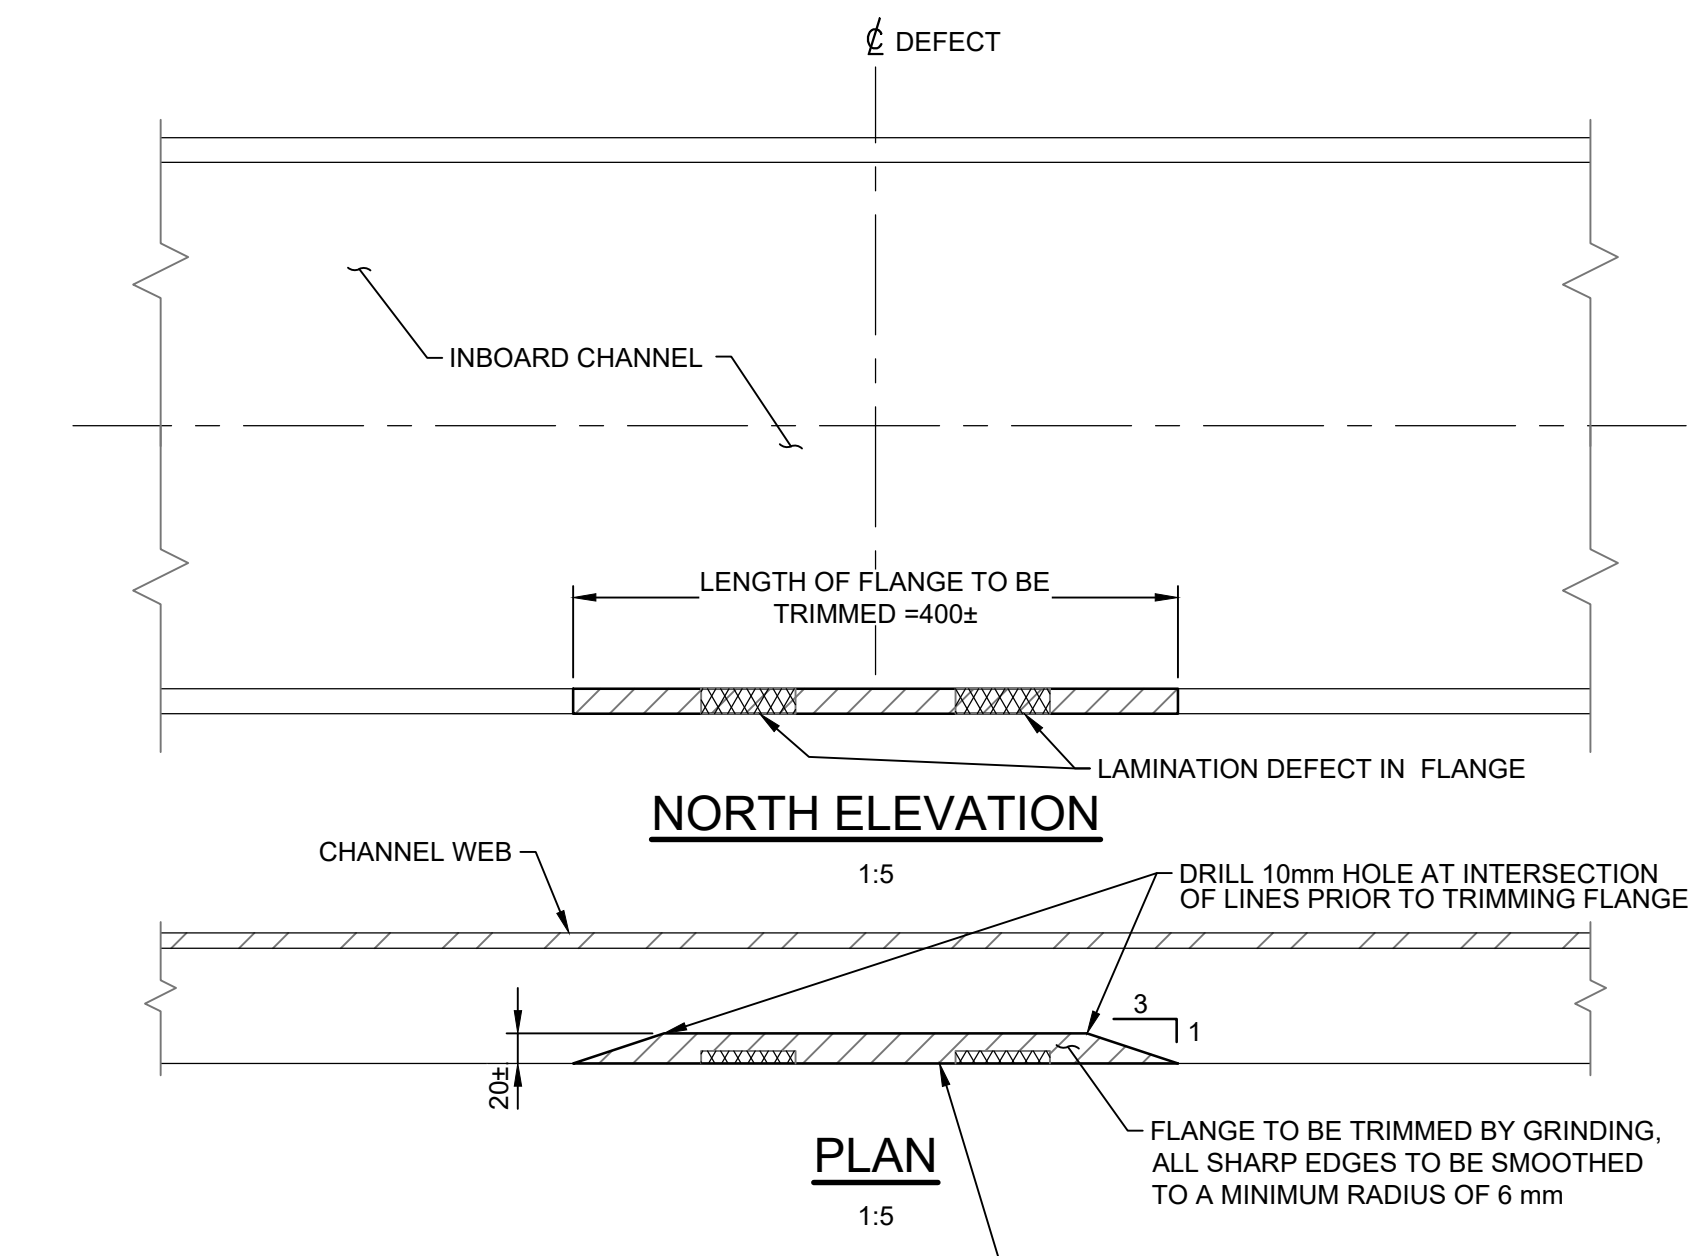 ℄ DEFECT
INBOARD CHANNEL
LENGTH OF FLANGE TO BE
TRIMMED =400±
LAMINATION DEFECT IN FLANGE
NORTH ELEVATION
1:5
CHANNEL WEB
DRILL 10mm HOLE AT INTERSECTION
OF LINES PRIOR TO TRIMMING FLANGE
3
1
20±
FLANGE TO BE TRIMMED BY GRINDING,
ALL SHARP EDGES TO BE SMOOTHED
TO A MINIMUM RADIUS OF 6 mm
PLAN
1:5